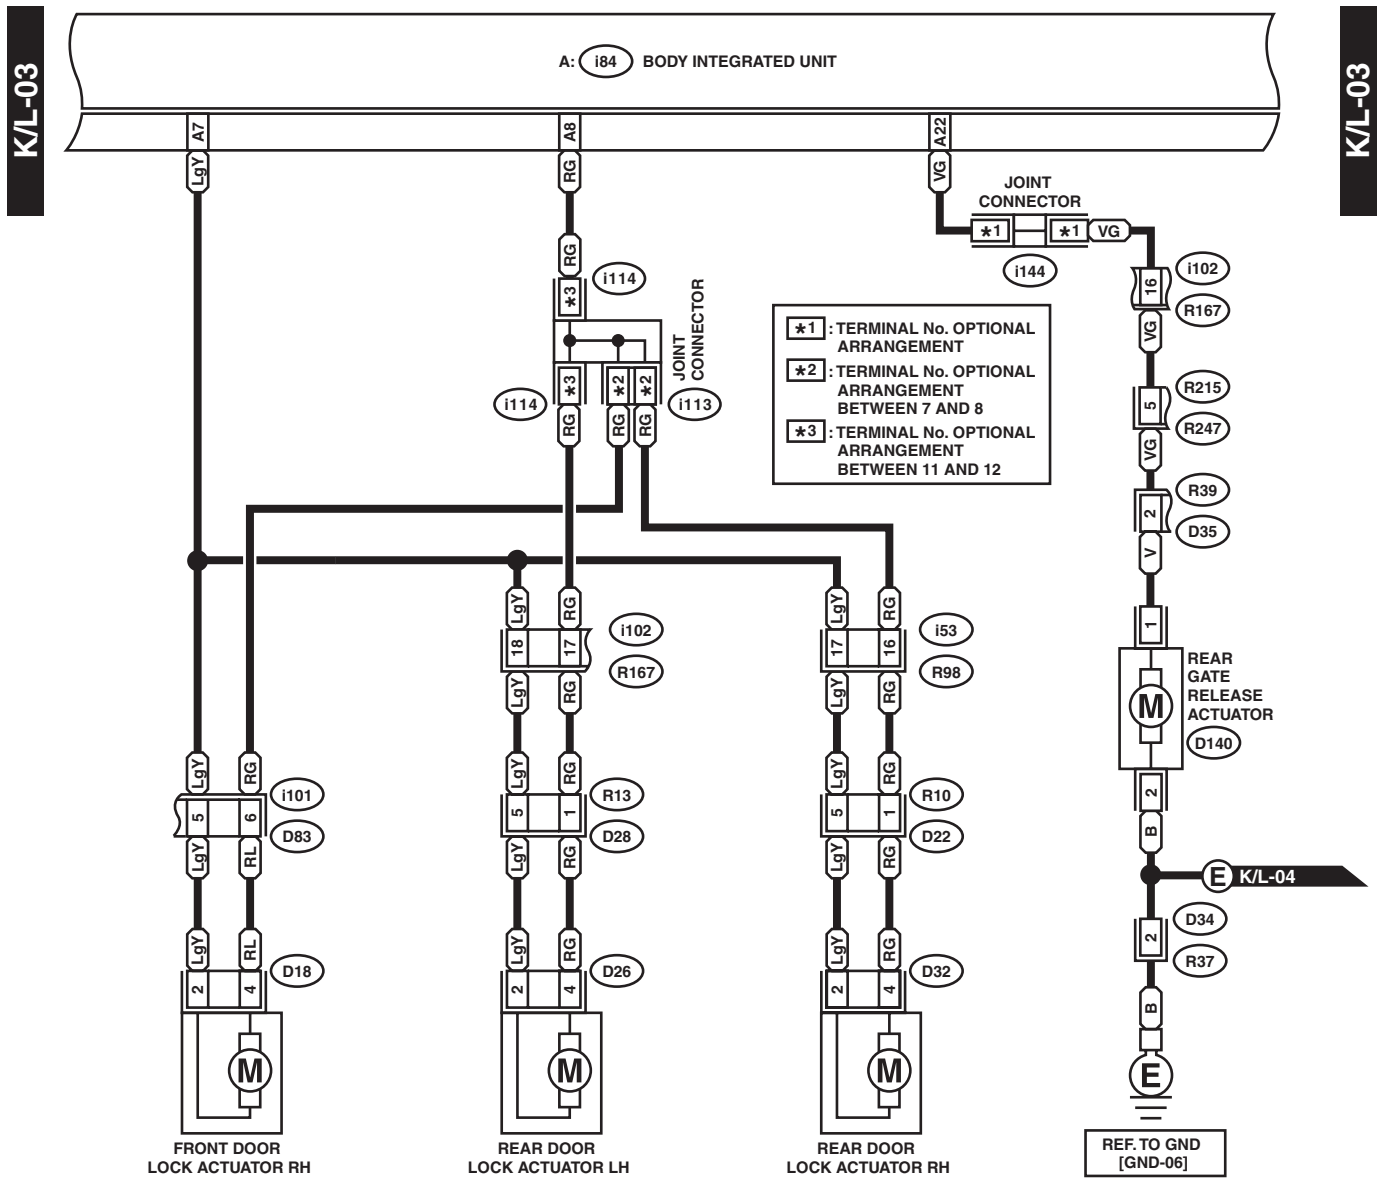 K/L-03
K/L-03
A: i84 BODY INTEGRATED UNIT
A7
A8
A22
LgY
RG
VG
JOINT
CONNECTOR
*1
*1
VG
i144
RG
i114
*3
JOINT
CONNECTOR
i102
16
R167
VG
*1 : TERMINAL No. OPTIONAL
ARRANGEMENT
*2 : TERMINAL No. OPTIONAL
ARRANGEMENT
BETWEEN 7 AND 8
*3 : TERMINAL No. OPTIONAL
ARRANGEMENT
BETWEEN 11 AND 12
*3
*2
*2
i114
i113
RG
RG
RG
R215
5
R247
VG
R39
2
D35
V
LgY
RG
18
17
i102
R167
LgY
RG
LgY
RG
17
16
i53
R98
LgY
RG
1
REAR
GATE
RELEASE
ACTUATOR
M
D140
2
B
LgY
RG
5
6
i101
D83
LgY
RL
LgY
RG
5
1
R13
D28
LgY
RG
LgY
RG
5
1
R10
D22
LgY
RG
E K/L-04
D34
2
R37
B
E
LgY
RL
2
4
D18
M
LgY
RG
2
4
D26
M
LgY
RG
2
4
D32
M
FRONT DOOR
LOCK ACTUATOR RH
REAR DOOR
LOCK ACTUATOR LH
REAR DOOR
LOCK ACTUATOR RH
REF. TO GND
[GND-06]